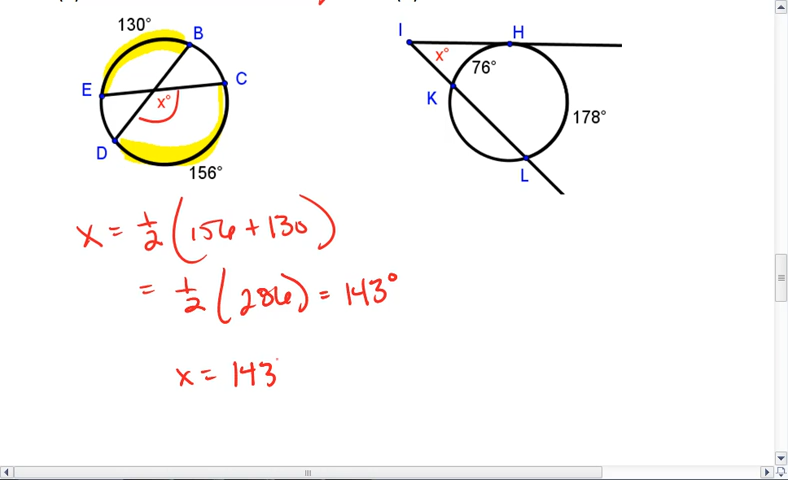 130°
B
E
C
x°
D
156°
I
H
x°
76°
K
178°
L
x = 1/2 (156 + 130)
= 1/2 (286) = 143°
x = 143